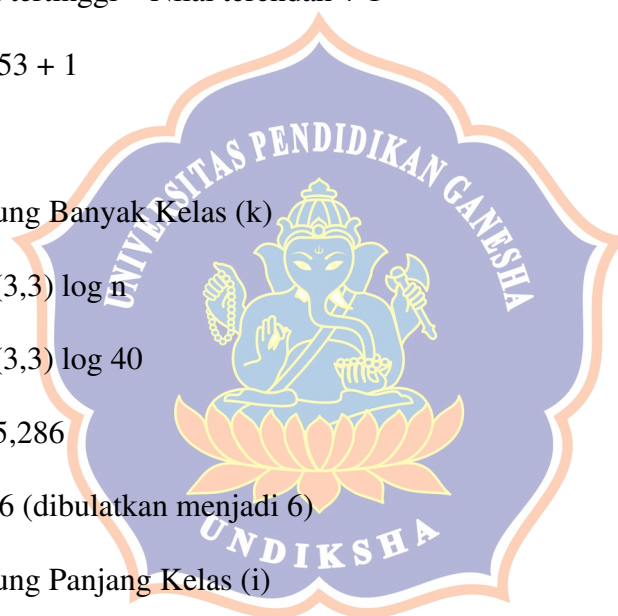 53 + 1
UNIVERSITAS PENDIDIKAN GANESHA
ung Banyak Kelas (k)
(3,3) log n
(3,3) log 40
5,286
6 (dibulatkan menjadi 6)
UNDIKSHA
ung Panjang Kelas (i)